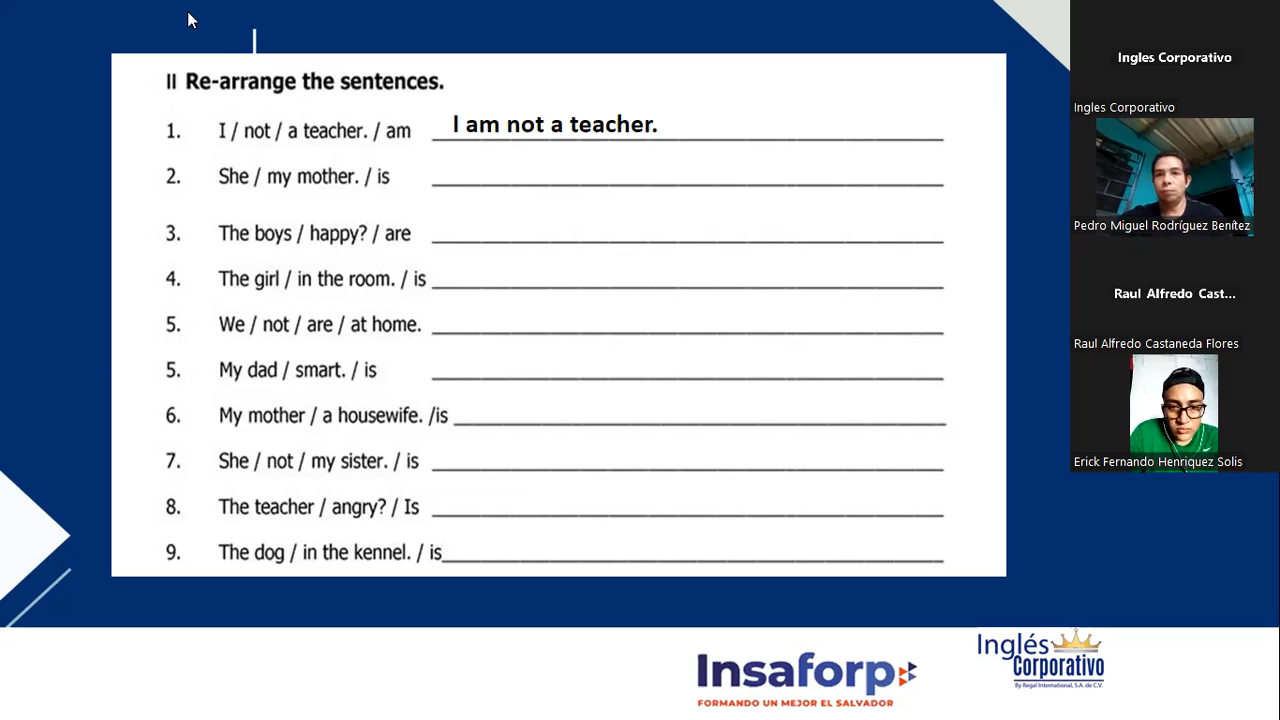 II Re-arrange the sentences.
1. I / not / a teacher. / am I am not a teacher.
2. She / my mother. / is
3. The boys / happy? / are
4. The girl / in the room. / is
5. We / not / are / at home.
5. My dad / smart. / is
6. My mother / a housewife. /is
7. She / not / my sister. / is
8. The teacher / angry? / Is
9. The dog / in the kennel. / is
Insaforp
FORMANDO UN MEJOR EL SALVADOR
Inglés
Corporativo
By Regal International, S.A. de C.V.
Ingles Corporativo
Ingles Corporativo
Pedro Miguel Rodríguez Benítez
Raul Alfredo Cast...
Raul Alfredo Castaneda Flores
Erick Fernando Henriquez Solis